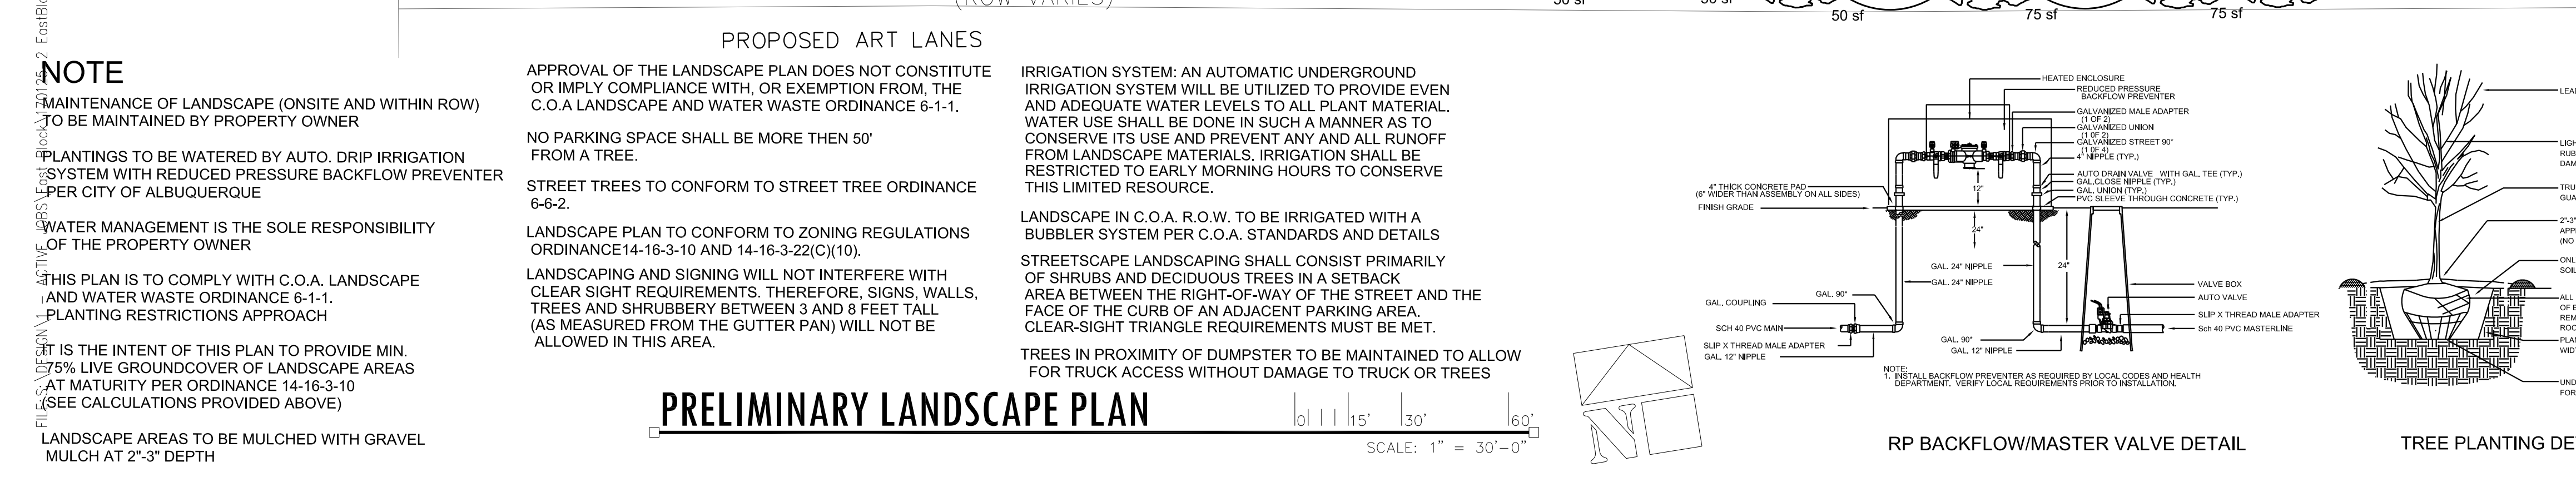 (ROW VARIES)
50 sf
75 sf
75 sf
PROPOSED ART LANES
NOTE
MAINTENANCE OF LANDSCAPE (ONSITE AND WITHIN ROW)
TO BE MAINTAINED BY PROPERTY OWNER
PLANTINGS TO BE WATERED BY AUTO. DRIP IRRIGATION
SYSTEM WITH REDUCED PRESSURE BACKFLOW PREVENTER
PER CITY OF ALBUQUERQUE
WATER MANAGEMENT IS THE SOLE RESPONSIBILITY
OF THE PROPERTY OWNER
THIS PLAN IS TO COMPLY WITH C.O.A. LANDSCAPE
AND WATER WASTE ORDINANCE 6-1-1.
PLANTING RESTRICTIONS APPROACH
IT IS THE INTENT OF THIS PLAN TO PROVIDE MIN.
75% LIVE GROUNDCOVER OF LANDSCAPE AREAS
AT MATURITY PER ORDINANCE 14-16-3-10
(SEE CALCULATIONS PROVIDED ABOVE)
LANDSCAPE AREAS TO BE MULCHED WITH GRAVEL
MULCH AT 2"-3" DEPTH
APPROVAL OF THE LANDSCAPE PLAN DOES NOT CONSTITUTE
OR IMPLY COMPLIANCE WITH, OR EXEMPTION FROM, THE
C.O.A LANDSCAPE AND WATER WASTE ORDINANCE 6-1-1.
NO PARKING SPACE SHALL BE MORE THEN 50'
FROM A TREE.
STREET TREES TO CONFORM TO STREET TREE ORDINANCE
6-6-2.
LANDSCAPE PLAN TO CONFORM TO ZONING REGULATIONS
ORDINANCE14-16-3-10 AND 14-16-3-22(C)(10).
LANDSCAPING AND SIGNING WILL NOT INTERFERE WITH
CLEAR SIGHT REQUIREMENTS. THEREFORE, SIGNS, WALLS,
TREES AND SHRUBBERY BETWEEN 3 AND 8 FEET TALL
(AS MEASURED FROM THE GUTTER PAN) WILL NOT BE
ALLOWED IN THIS AREA.
IRRIGATION SYSTEM: AN AUTOMATIC UNDERGROUND
IRRIGATION SYSTEM WILL BE UTILIZED TO PROVIDE EVEN
AND ADEQUATE WATER LEVELS TO ALL PLANT MATERIAL.
WATER USE SHALL BE DONE IN SUCH A MANNER AS TO
CONSERVE ITS USE AND PREVENT ANY AND ALL RUNOFF
FROM LANDSCAPE MATERIALS. IRRIGATION SHALL BE
RESTRICTED TO EARLY MORNING HOURS TO CONSERVE
THIS LIMITED RESOURCE.
LANDSCAPE IN C.O.A. R.O.W. TO BE IRRIGATED WITH A
BUBBLER SYSTEM PER C.O.A. STANDARDS AND DETAILS
STREETSCAPE LANDSCAPING SHALL CONSIST PRIMARILY
OF SHRUBS AND DECIDUOUS TREES IN A SETBACK
AREA BETWEEN THE RIGHT-OF-WAY OF THE STREET AND THE
FACE OF THE CURB OF AN ADJACENT PARKING AREA.
CLEAR-SIGHT TRIANGLE REQUIREMENTS MUST BE MET.
TREES IN PROXIMITY OF DUMPSTER TO BE MAINTAINED TO ALLOW
FOR TRUCK ACCESS WITHOUT DAMAGE TO TRUCK OR TREES
PRELIMINARY LANDSCAPE PLAN
0 15' 30' 60'
SCALE: 1" = 30'-0"
N
HEATED ENCLOSURE
REDUCED PRESSURE
BACKFLOW PREVENTER
GALVANIZED MALE ADAPTER
(1 OF 2)
GALVANIZED UNION
(1 OF 2)
GALVANIZED STREET 90°
(1 OF 4)
4" NIPPLE (TYP.)
AUTO DRAIN VALVE WITH GAL. TEE (TYP.)
GAL.CLOSE NIPPLE (TYP.)
GAL. UNION (TYP.)
PVC SLEEVE THROUGH CONCRETE (TYP.)
4" THICK CONCRETE PAD
(6" WIDER THAN ASSEMBLY ON ALL SIDES)
FINISH GRADE
12"
24"
24"
GAL. 24" NIPPLE
GAL. 24" NIPPLE
GAL. 90°
GAL. COUPLING
SCH 40 PVC MAIN
SLIP X THREAD MALE ADAPTER
GAL. 12" NIPPLE
GAL. 90°
GAL. 12" NIPPLE
VALVE BOX
AUTO VALVE
SLIP X THREAD MALE ADAPTER
Sch 40 PVC MASTERLINE
NOTE:
1. INSTALL BACKFLOW PREVENTER AS REQUIRED BY LOCAL CODES AND HEALTH
DEPARTMENT. VERIFY LOCAL REQUIREMENTS PRIOR TO INSTALLATION.
RP BACKFLOW/MASTER VALVE DETAIL
2"-3"
(NO
TREE PLANTING